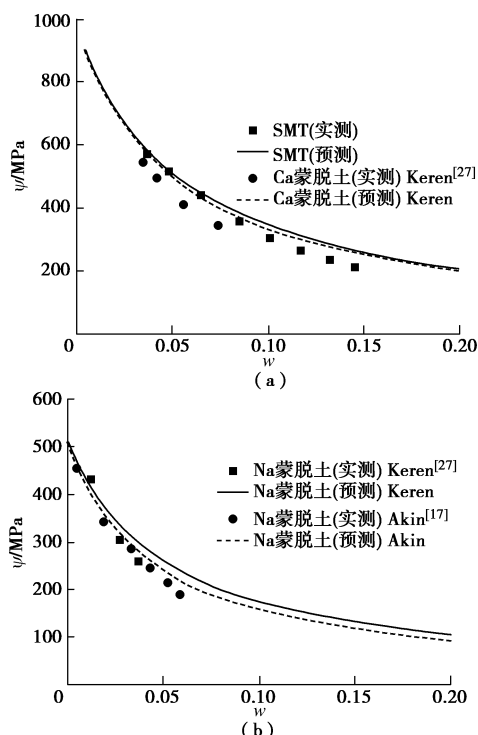 1000
800
600
400
200
0
0.05
0.10
0.15
0.20
ψ/MPa
w
SMT(实测)
SMT(预测)
Ca蒙脱土(实测) Keren[27]
Ca蒙脱土(预测) Keren
(a)
600
500
400
300
200
100
0
0.05
0.10
0.15
0.20
ψ/MPa
w
Na蒙脱土(实测) Keren[27]
Na蒙脱土(预测) Keren
Na蒙脱土(实测) Akin[17]
Na蒙脱土(预测) Akin
(b)